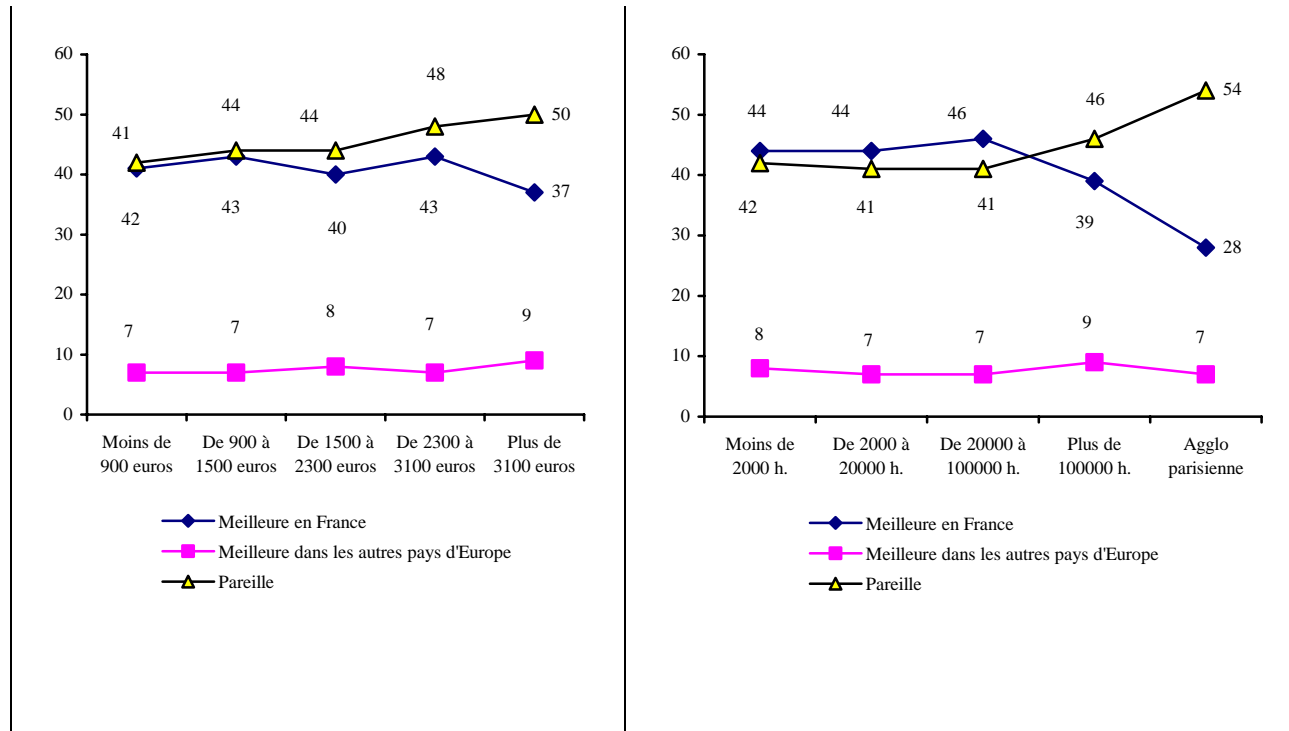 60
50
40
30
20
10
0
41
44
44
48
50
42
43
40
43
37
7
7
8
7
9
Moins de
900 euros
De 900 à
1500 euros
De 1500 à
2300 euros
De 2300 à
3100 euros
Plus de
3100 euros
Meilleure en France
Meilleure dans les autres pays d'Europe
Pareille
60
50
40
30
20
10
0
44
44
46
46
54
42
41
41
39
28
8
7
7
9
7
Moins de
2000 h.
De 2000 à
20000 h.
De 20000 à
100000 h.
Plus de
100000 h.
Agglo
parisienne
Meilleure en France
Meilleure dans les autres pays d'Europe
Pareille